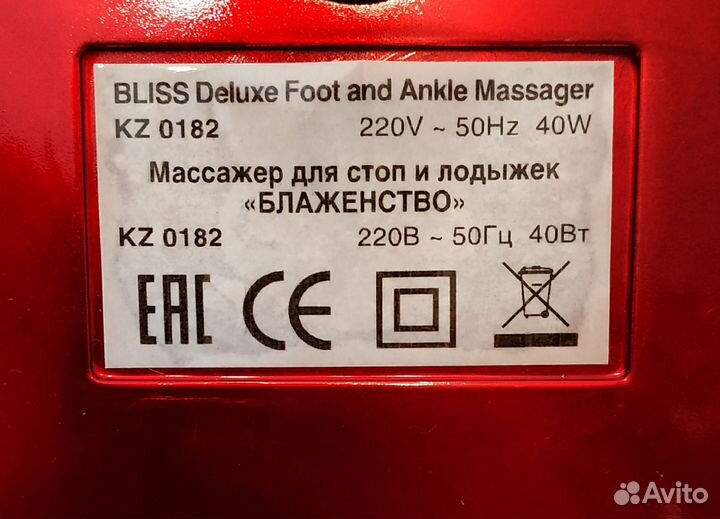 BLISS Deluxe Foot and Ankle Massager
KZ 0182 220V ~ 50Hz 40W
Массажер для стоп и лодыжек
«БЛАЖЕНСТВО»
KZ 0182 220В ~ 50Гц 40Вт
EAC CE
Avito